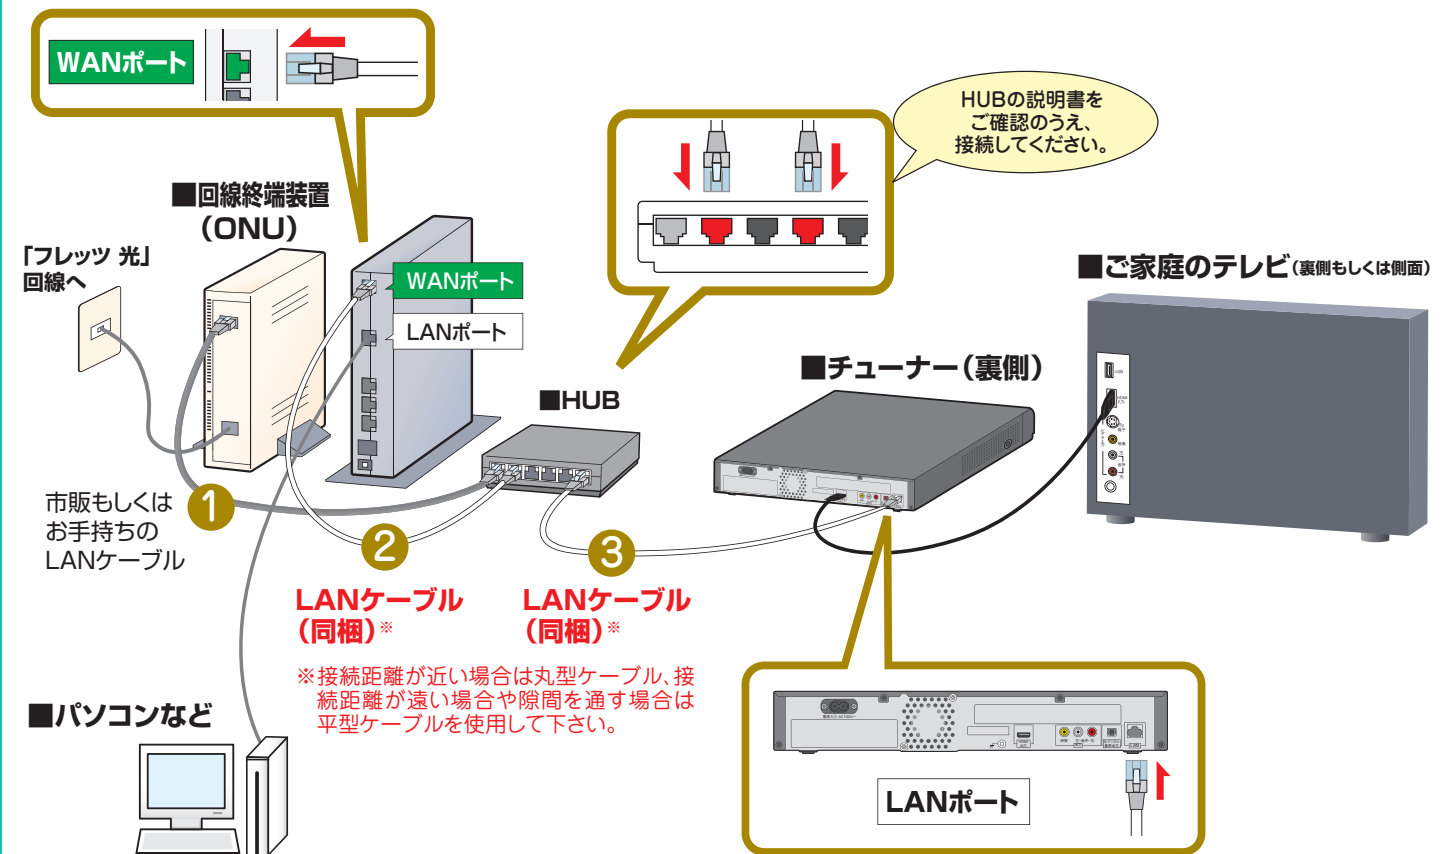 WANポート
HUBの説明書を
ご確認のうえ、
接続してください。
■回線終端装置
（ONU）
「フレッツ 光」
回線へ
WANポート
LANポート
■ご家庭のテレビ（裏側もしくは側面）
■チューナー（裏側）
■HUB
市販もしくは
お手持ちの
LANケーブル
1
2
3
LANケーブル
（同梱）※
LANケーブル
（同梱）※
※接続距離が近い場合は丸型ケーブル、接
続距離が遠い場合や隙間を通す場合は
平型ケーブルを使用して下さい。
■パソコンなど
LANポート